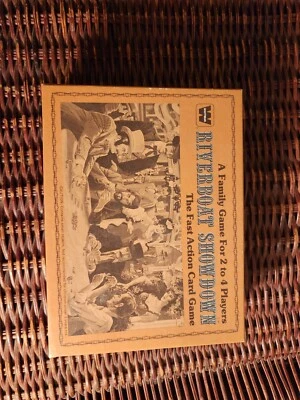 W
A Family Game For 2 to 4 Players
RIVERBOAT SHOWDOWN
The Fast Action Card Game